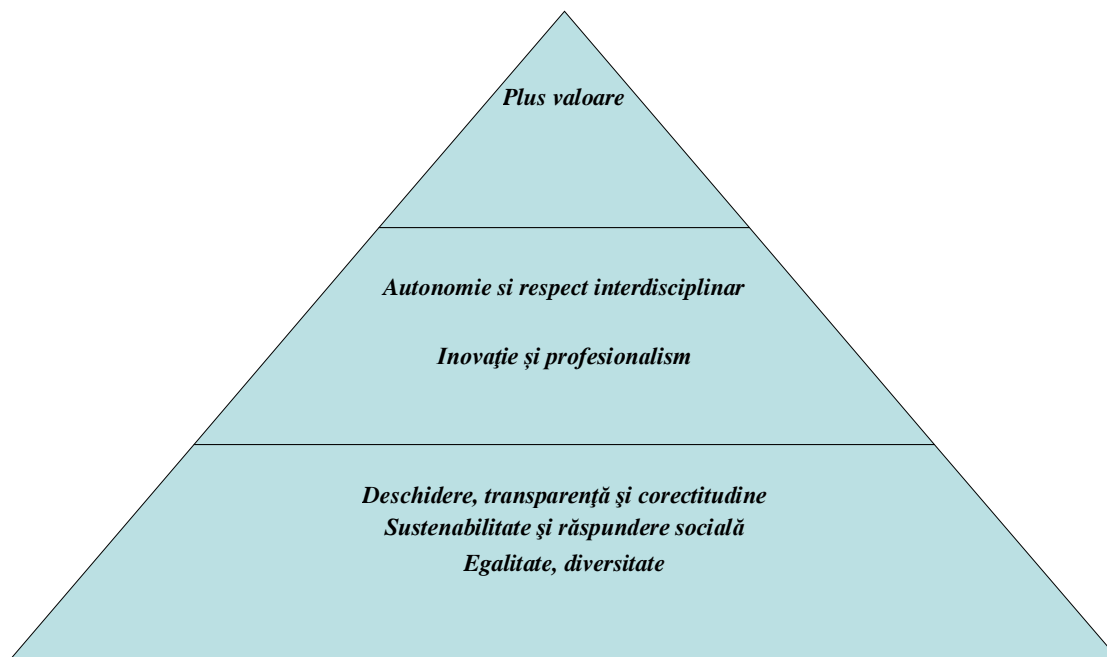 Plus valoare
Autonomie si respect interdisciplinar
Inovaţie și profesionalism
Deschidere, transparenţă şi corectitudine
Sustenabilitate şi răspundere socială
Egalitate, diversitate